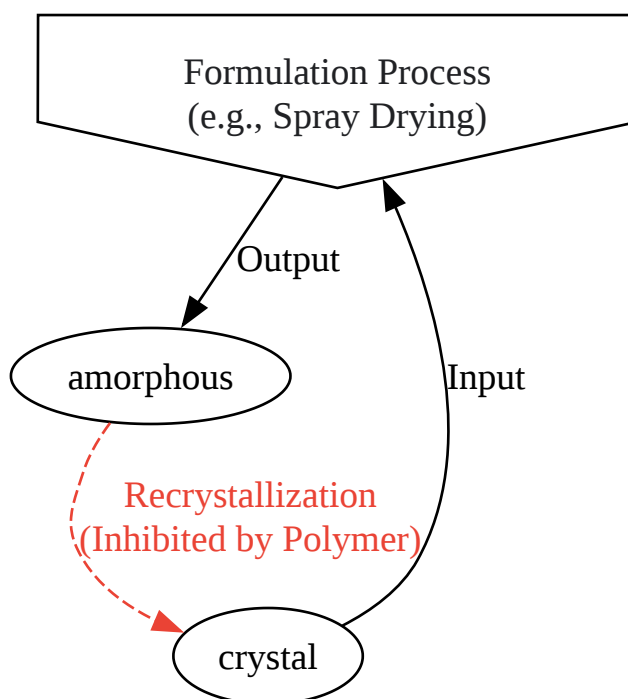 Formulation Process
(e.g., Spray Drying)
Output
amorphous
Input
Recrystallization
(Inhibited by Polymer)
crystal